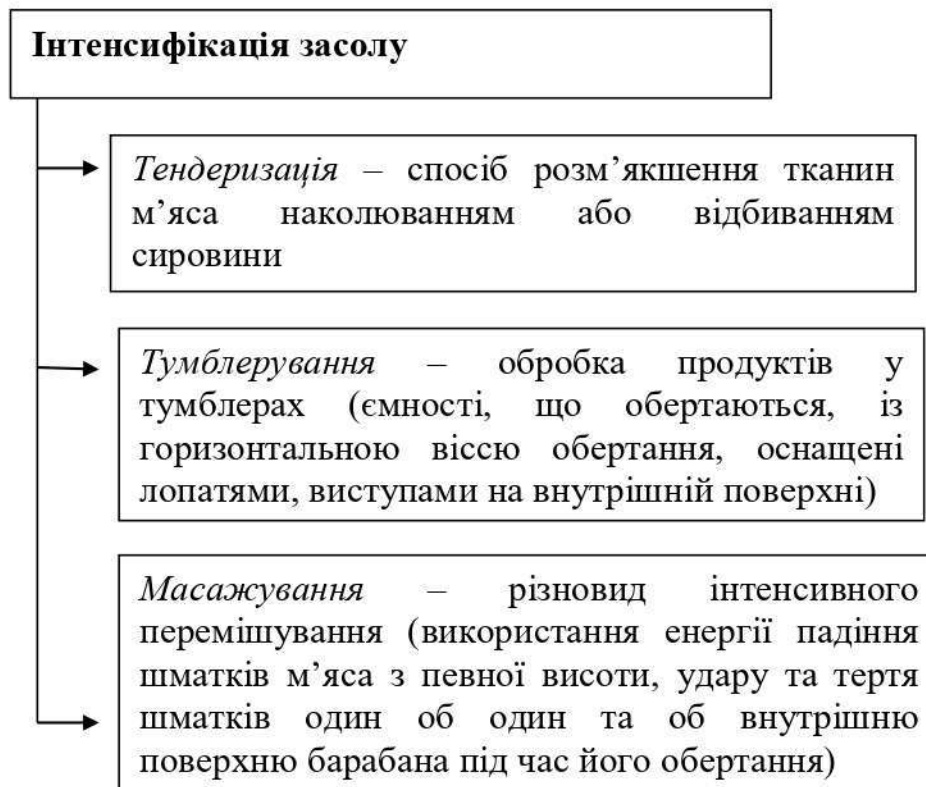 Інтенсифікація засолу
Тендеризація – спосіб розм’якшення тканин
м’яса наколюванням або відбиванням
сировини
Тумблерування – обробка продуктів у
тумблерах (ємності, що обертаються, із
горизонтальною віссю обертання, оснащені
лопатями, виступами на внутрішній поверхні)
Масажування – різновид інтенсивного
перемішування (використання енергії падіння
шматків м’яса з певної висоти, удару та тертя
шматків один об один та об внутрішню
поверхню барабана під час його обертання)